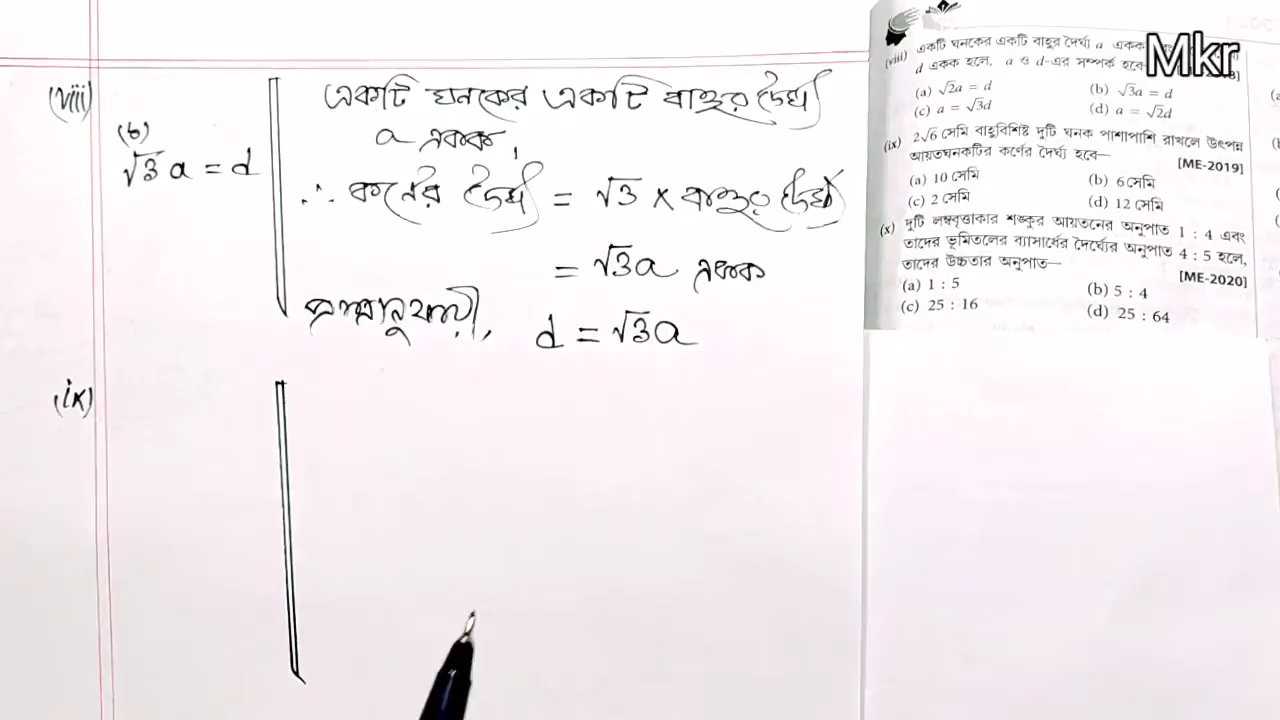 (viii)
(b)
√3a = d
একটি ঘনকের একটি বাহুর দৈর্ঘ্য
a একক,
∴ কর্ণের দৈর্ঘ্য = √3 × বাহুর দৈর্ঘ্য
= √3a একক
প্রশ্নানুযায়ী, d = √3a
(ix)
Mkr
(viii) একটি ঘনকের একটি বাহুর দৈর্ঘ্য a একক
d একক হলে, a ও d-এর সম্পর্ক হবে
(a) √2a = d (b) √3a = d
(c) a = √3d (d) a = √2d
(ix) 2√6 সেমি বাহুবিশিষ্ট দুটি ঘনক পাশাপাশি রাখলে উৎপন্ন
আয়তঘনকটির কর্ণের দৈর্ঘ্য হবে— [ME-2019]
(a) 10 সেমি (b) 6 সেমি
(c) 2 সেমি (d) 12 সেমি
(x) দুটি লম্ববৃত্তাকার শঙ্কুর আয়তনের অনুপাত 1 : 4 এবং
তাদের ভূমিতলের ব্যাসার্ধের দৈর্ঘ্যের অনুপাত 4 : 5 হলে,
তাদের উচ্চতার অনুপাত— [ME-2020]
(a) 1 : 5 (b) 5 : 4
(c) 25 : 16 (d) 25 : 64